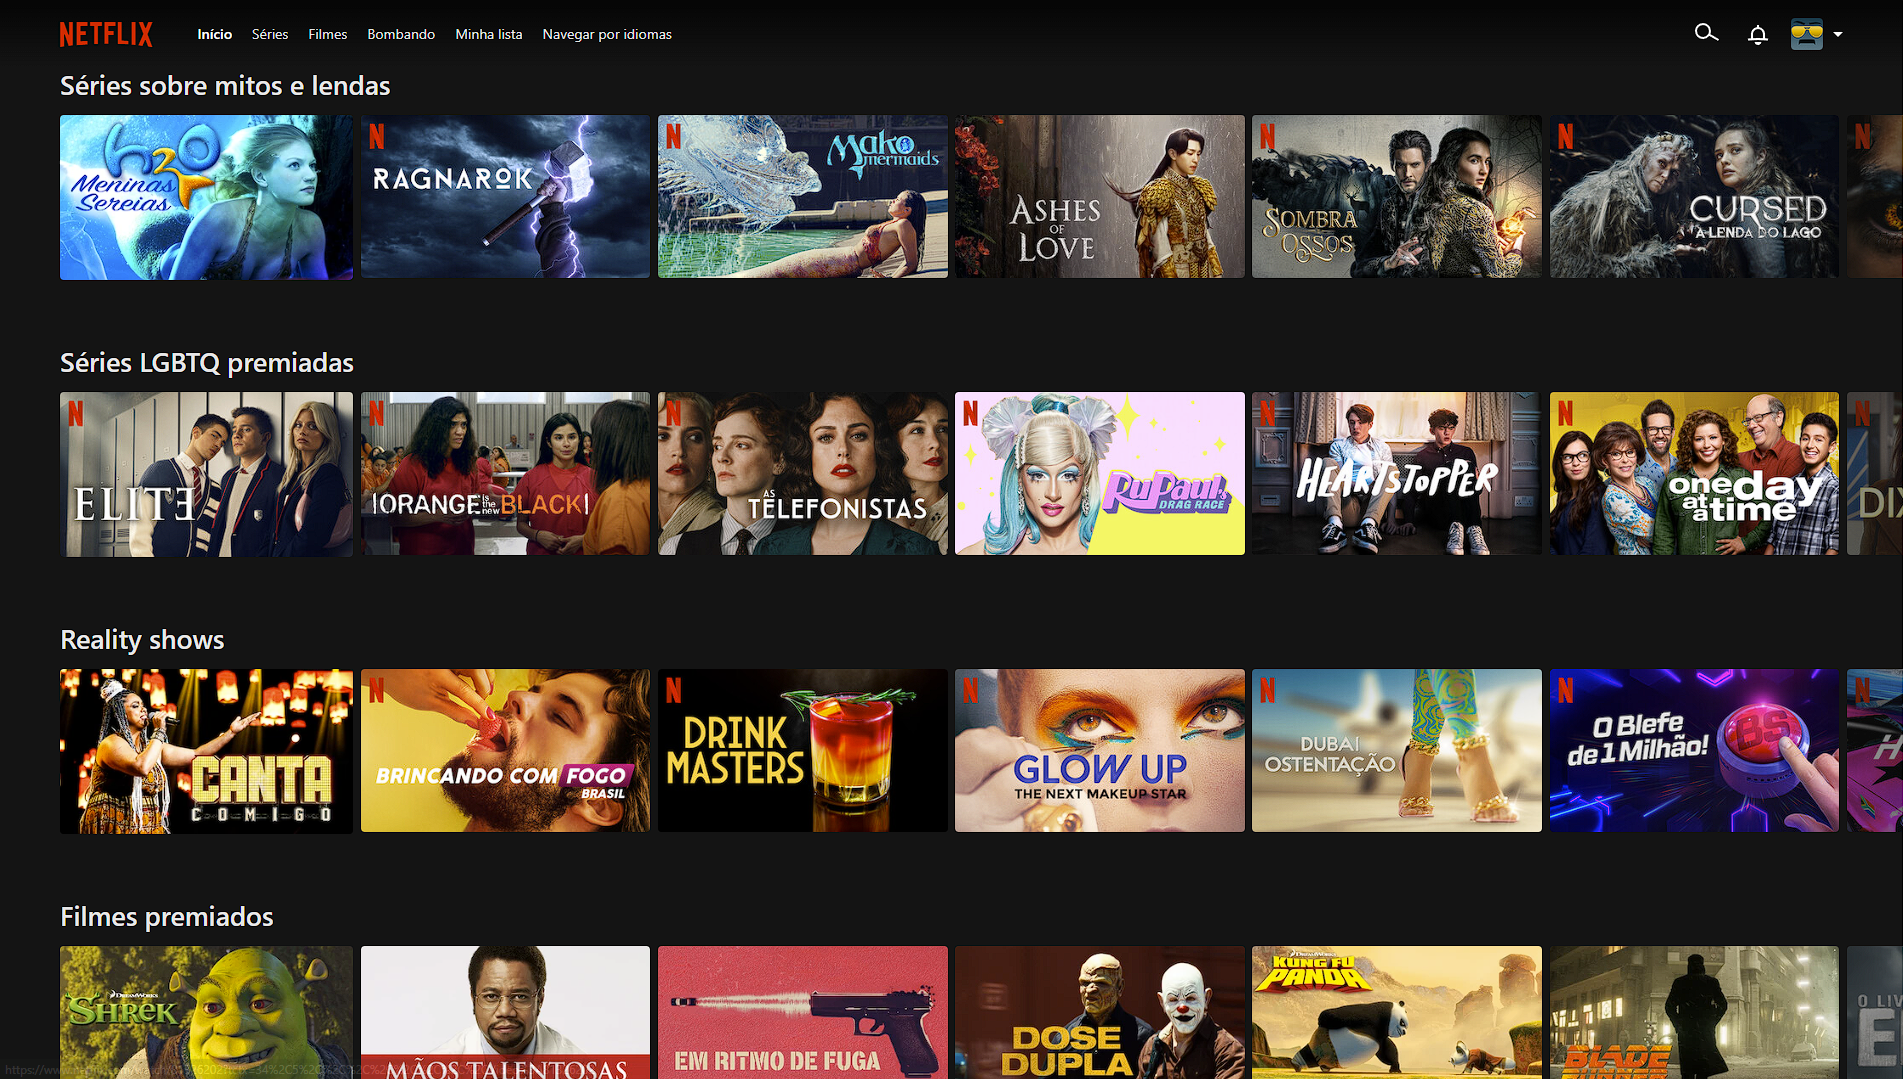 NETFLIX
Início Séries Filmes Bombando Minha lista Navegar por idiomas
Séries sobre mitos e lendas
h2o
Meninas
Sereias
N
RAGNAROK
N
Mako
mermaids
ASHES
OF
LOVE
N
SOMBRA
OSSOS
N
CURSED
A LENDA DO LAGO
N
Séries LGBTQ premiadas
N
ELITE
N
ORANGE is the new BLACK
N
AS
TELEFONISTAS
N
RuPaul's
DRAG RACE
N
HEARTSTOPPER
N
one day
at a time
N
Reality shows
CANTA
COMIGO
N
BRINCANDO COM FOGO
BRASIL
N
DRINK
MASTERS
N
GLOW UP
THE NEXT MAKEUP STAR
N
DUBAI
OSTENTAÇÃO
N
O Blefe
de 1 Milhão!
BS
N
Filmes premiados
DREAMWORKS
SHREK
MÃOS TALENTOSAS
EM RITMO DE FUGA
DOSE
DUPLA
DREAMWORKS
KUNG FU
PANDA
BLADE
O LIV
E